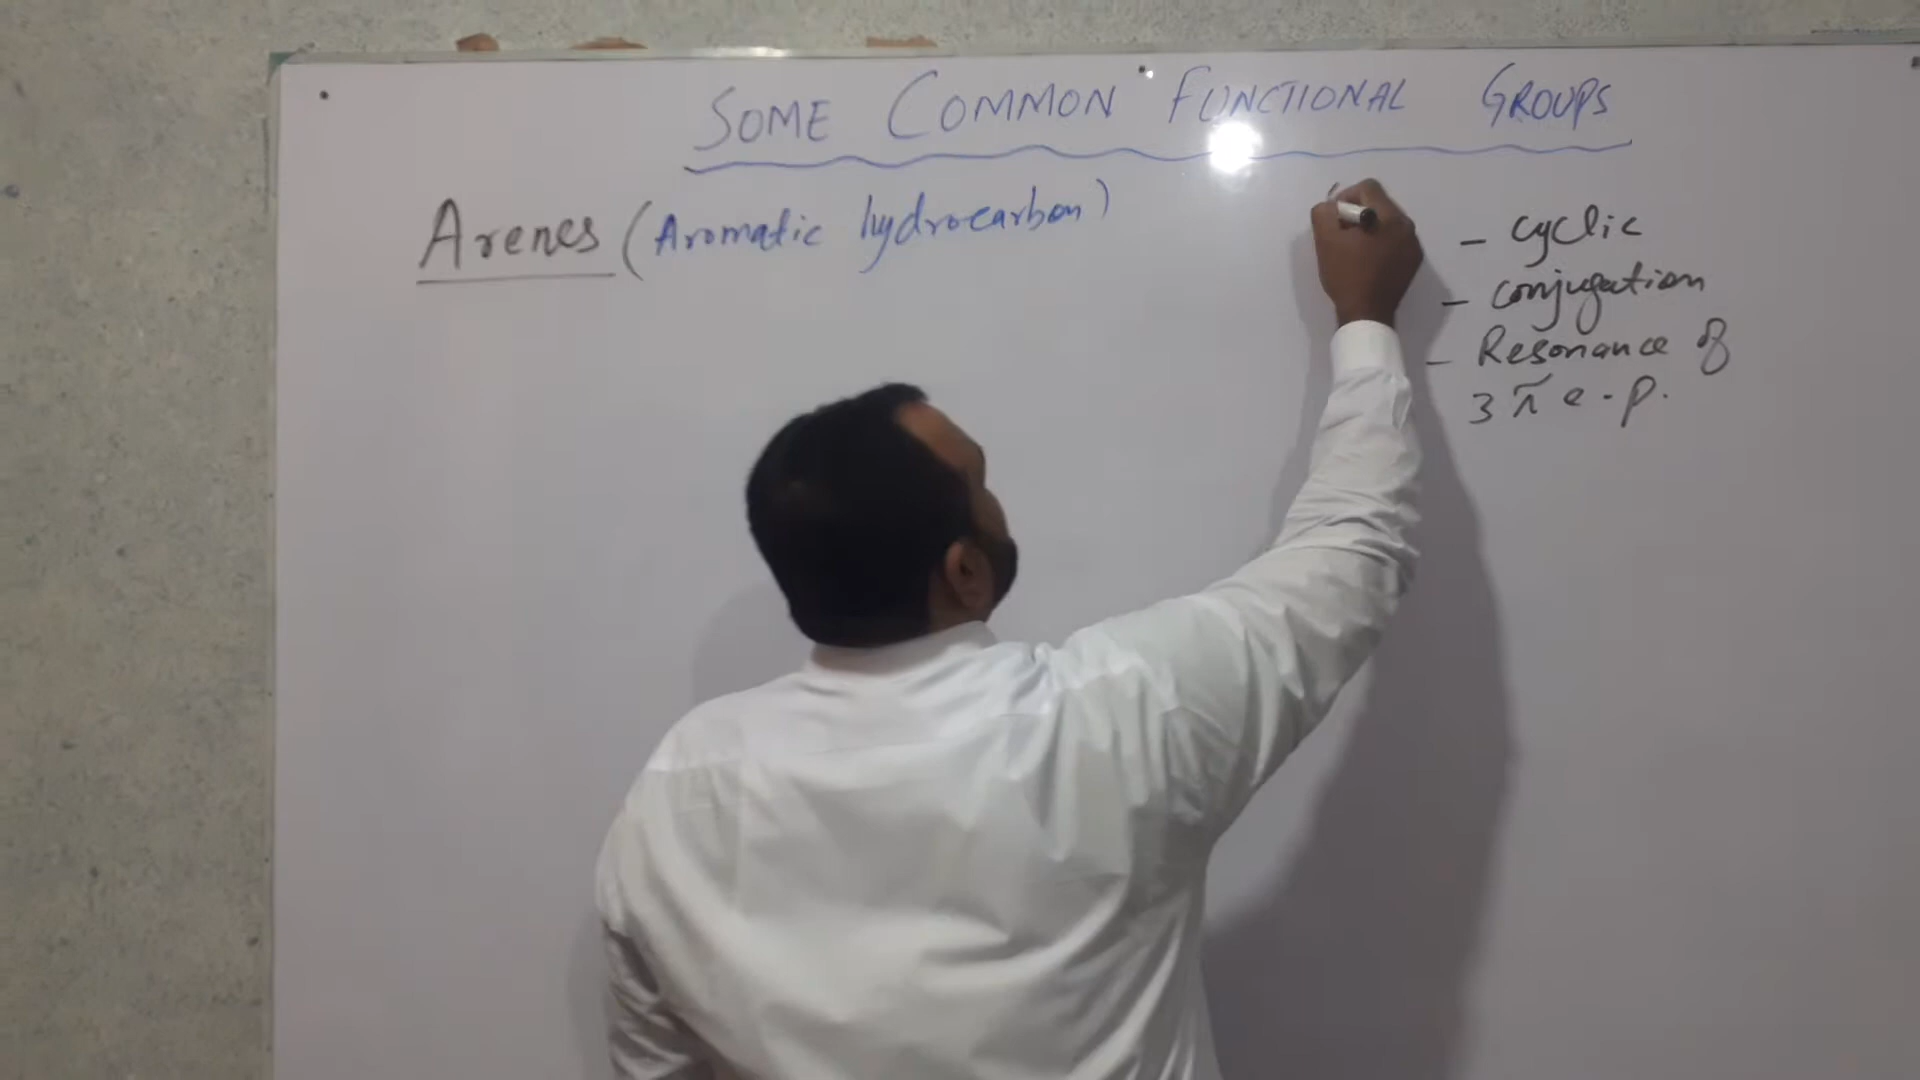 SOME COMMON FUNCTIONAL GROUPS
Arenes (Aromatic hydrocarbon)
- cyclic
- conjugation
- Resonance of
3 π e - p.